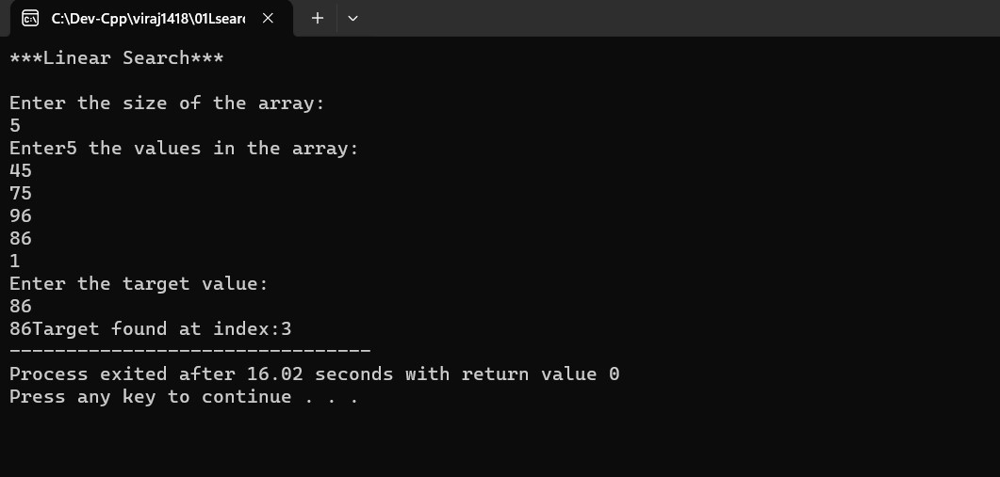 C:\Dev-Cpp\viraj1418\01Lsear
***Linear Search***
Enter the size of the array:
5
Enter5 the values in the array:
45
75
96
86
1
Enter the target value:
86
86Target found at index:3
--------------------------------
Process exited after 16.02 seconds with return value 0
Press any key to continue . . .